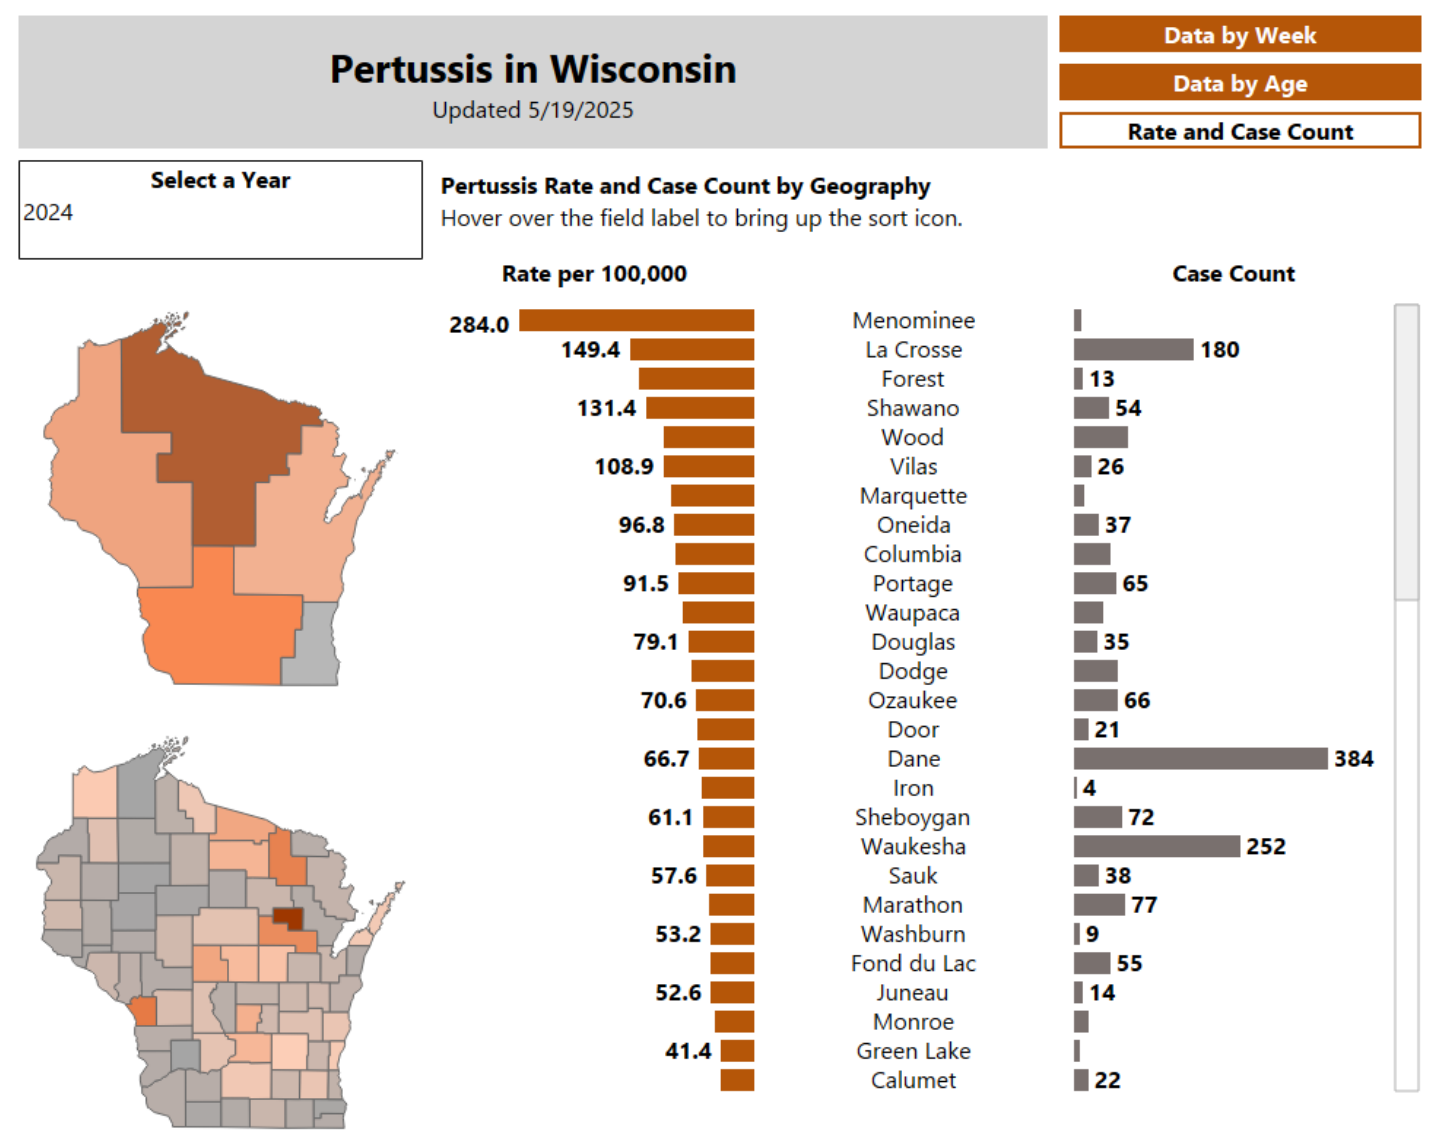 Pertussis in Wisconsin
Updated 5/19/2025
Data by Week
Data by Age
Rate and Case Count
Select a Year
2024
Pertussis Rate and Case Count by Geography
Hover over the field label to bring up the sort icon.
Rate per 100,000 Case Count
284.0 Menominee
149.4 La Crosse 180
Forest 13
131.4 Shawano 54
Wood
108.9 Vilas 26
Marquette
96.8 Oneida 37
Columbia
91.5 Portage 65
Waupaca
79.1 Douglas 35
Dodge
70.6 Ozaukee 66
Door 21
66.7 Dane 384
Iron 4
61.1 Sheboygan 72
Waukesha 252
57.6 Sauk 38
Marathon 77
53.2 Washburn 9
Fond du Lac 55
52.6 Juneau 14
Monroe
41.4 Green Lake
Calumet 22